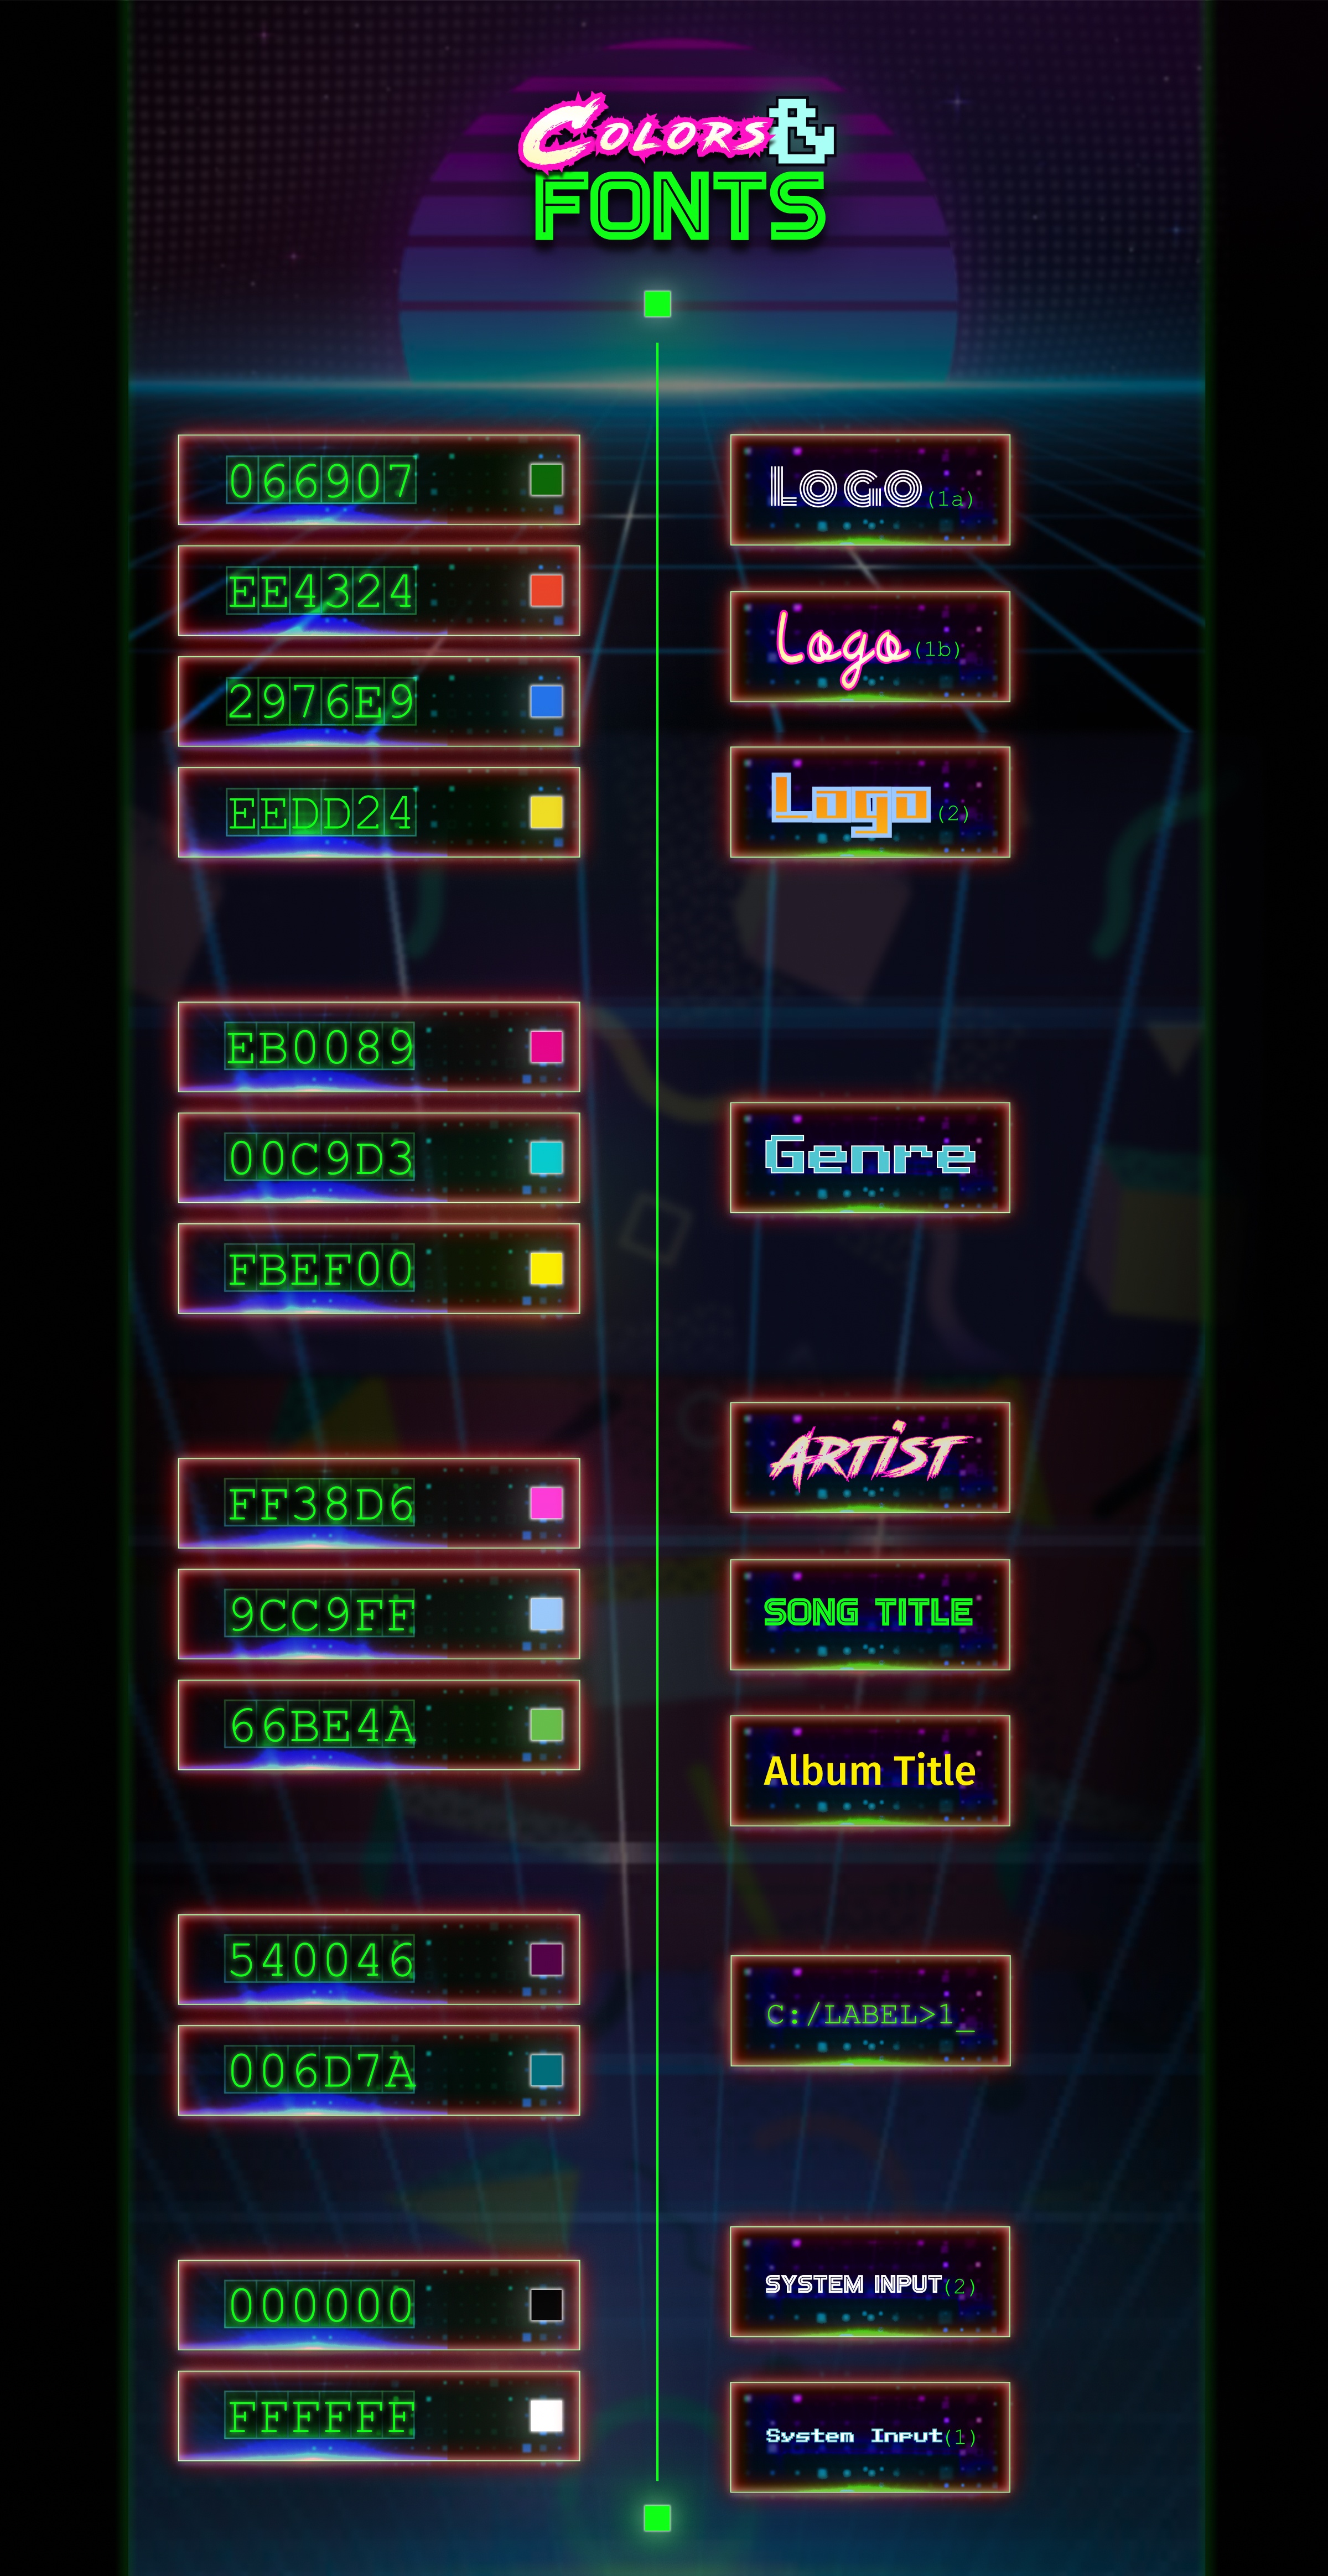 Colors &
FONTS
066907
EE4324
2976E9
EEDD24
EB0089
00C9D3
FBEF00
FF38D6
9CC9FF
66BE4A
540046
006D7A
000000
FFFFFF
LOGO (1a)
Logo (1b)
Logo (2)
Genre
ARTiST
SONG TITLE
Album Title
C:/LABEL>1_
SYSTEM INPUT (2)
System Input (1)